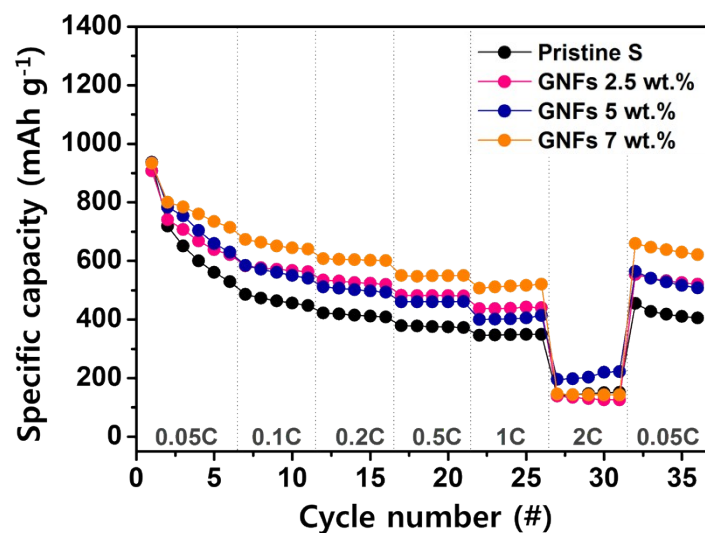 Specific capacity (mAh g⁻¹)
1400
1200
1000
800
600
400
200
0
Pristine S
GNFs 2.5 wt.%
GNFs 5 wt.%
GNFs 7 wt.%
0.05C 0.1C 0.2C 0.5C 1C 2C 0.05C
0 5 10 15 20 25 30 35
Cycle number (#)